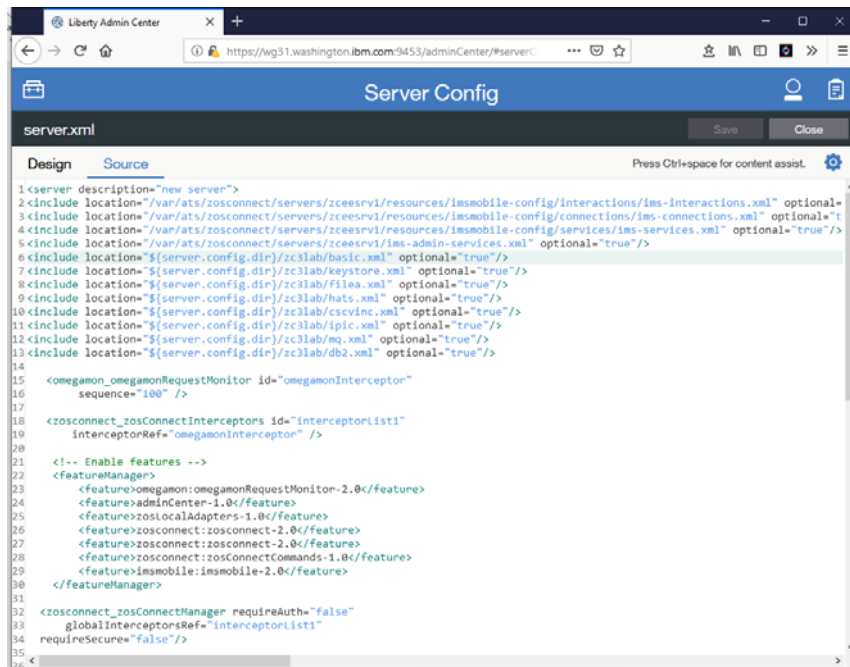 Liberty Admin Center
https://wg31.washington.ibm.com:9453/adminCenter/#server
Server Config
server.xml
Save
Close
Design
Source
Press Ctrl+space for content assist.
1 <server description="new server">
2 <include location="/var/ats/zosconnect/servers/zceesrv1/resources/imsmobile-config/interactions/ims-interactions.xml" optional=
3 <include location="/var/ats/zosconnect/servers/zceesrv1/resources/imsmobile-config/connections/ims-connections.xml" optional="t
4 <include location="/var/ats/zosconnect/servers/zceesrv1/resources/imsmobile-config/services/ims-services.xml" optional="true"/>
5 <include location="/var/ats/zosconnect/servers/zceesrv1/ims-admin-services.xml" optional="true"/>
6 <include location="${server.config.dir}/zc3lab/basic.xml" optional="true"/>
7 <include location="${server.config.dir}/zc3lab/keystore.xml" optional="true"/>
8 <include location="${server.config.dir}/zc3lab/filea.xml" optional="true"/>
9 <include location="${server.config.dir}/zc3lab/hats.xml" optional="true"/>
10 <include location="${server.config.dir}/zc3lab/cscvinc.xml" optional="true"/>
11 <include location="${server.config.dir}/zc3lab/ipic.xml" optional="true"/>
12 <include location="${server.config.dir}/zc3lab/mq.xml" optional="true"/>
13 <include location="${server.config.dir}/zc3lab/db2.xml" optional="true"/>
14
15 <omegamon_omegamonRequestMonitor id="omegamonInterceptor"
16 sequence="100" />
17
18 <zosconnect_zosConnectInterceptors id="interceptorList1"
19 interceptorRef="omegamonInterceptor" />
20
21 <!-- Enable features -->
22 <featureManager>
23 <feature>omegamon:omegamonRequestMonitor-2.0</feature>
24 <feature>adminCenter-1.0</feature>
25 <feature>zosLocalAdapters-1.0</feature>
26 <feature>zosconnect:zosconnect-2.0</feature>
27 <feature>zosconnect:zosconnect-2.0</feature>
28 <feature>zosconnect:zosConnectCommands-1.0</feature>
29 <feature>imsmobile:imsmobile-2.0</feature>
30 </featureManager>
31
32 <zosconnect_zosConnectManager requireAuth="false"
33 globalInterceptorsRef="interceptorList1"
34 requireSecure="false"/>
35
36